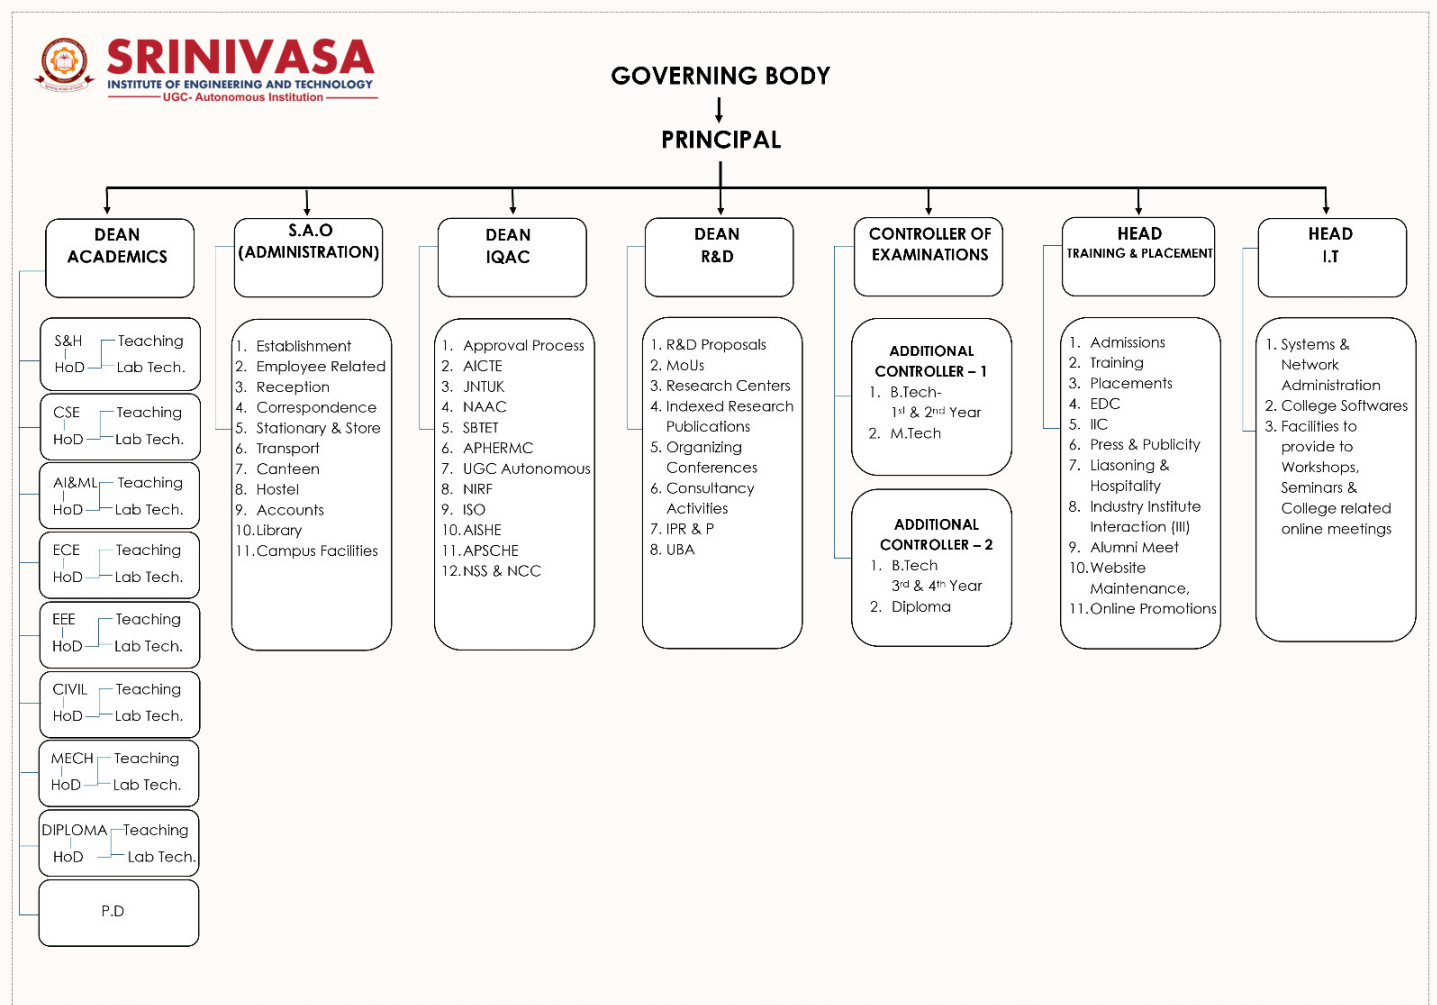 SRINIVASA
INSTITUTE OF ENGINEERING AND TECHNOLOGY
UGC- Autonomous Institution
GOVERNING BODY
PRINCIPAL
DEAN
ACADEMICS
S&H
Teaching
HoD
Lab Tech.
CSE
Teaching
HoD
Lab Tech.
AI&ML
Teaching
HoD
Lab Tech.
ECE
Teaching
HoD
Lab Tech.
EEE
Teaching
HoD
Lab Tech.
CIVIL
Teaching
HoD
Lab Tech.
MECH
Teaching
HoD
Lab Tech.
DIPLOMA
Teaching
HoD
Lab Tech.
P.D
S.A.O
(ADMINISTRATION)
1. Establishment
2. Employee Related
3. Reception
4. Correspondence
5. Stationary & Store
6. Transport
7. Canteen
8. Hostel
9. Accounts
10.Library
11.Campus Facilities
DEAN
IQAC
1. Approval Process
2. AICTE
3. JNTUK
4. NAAC
5. SBTET
6. APHERMC
7. UGC Autonomous
8. NIRF
9. ISO
10.AISHE
11.APSCHE
12.NSS & NCC
DEAN
R&D
1. R&D Proposals
2. MoUs
3. Research Centers
4. Indexed Research
Publications
5. Organizing
Conferences
6. Consultancy
Activities
7. IPR & P
8. UBA
CONTROLLER OF
EXAMINATIONS
ADDITIONAL
CONTROLLER – 1
1. B.Tech-
1st & 2nd Year
2. M.Tech
ADDITIONAL
CONTROLLER – 2
1. B.Tech
3rd & 4th Year
2. Diploma
HEAD
TRAINING & PLACEMENT
1. Admissions
2. Training
3. Placements
4. EDC
5. IIC
6. Press & Publicity
7. Liasoning &
Hospitality
8. Industry Institute
Interaction (III)
9. Alumni Meet
10.Website
Maintenance,
11.Online Promotions
HEAD
I.T
1. Systems &
Network
Administration
2. College Softwares
3. Facilities to
provide to
Workshops,
Seminars &
College related
online meetings